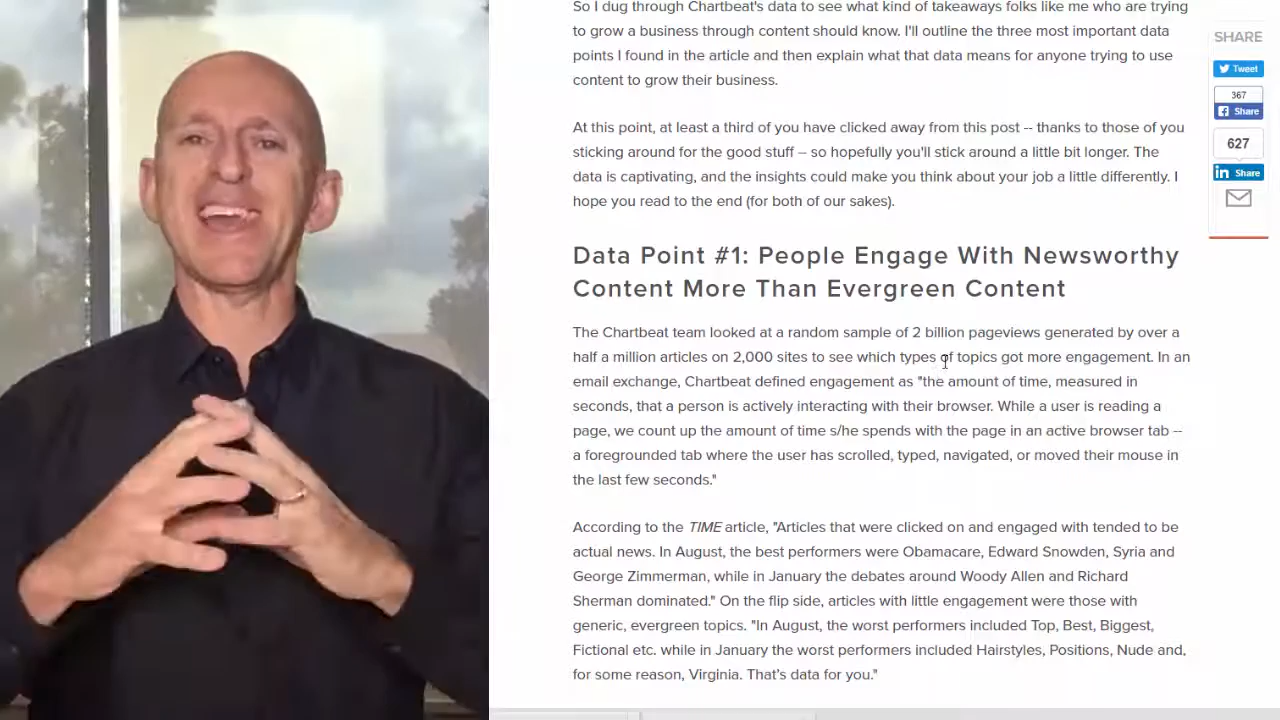 So I dug through Chartbeat's data to see what kind of takeaways folks like me who are trying
to grow a business through content should know. I'll outline the three most important data
points I found in the article and then explain what that data means for anyone trying to use
content to grow their business.
At this point, at least a third of you have clicked away from this post -- thanks to those of you
sticking around for the good stuff -- so hopefully you'll stick around a little bit longer. The
data is captivating, and the insights could make you think about your job a little differently. I
hope you read to the end (for both of our sakes).
Data Point #1: People Engage With Newsworthy
Content More Than Evergreen Content
The Chartbeat team looked at a random sample of 2 billion pageviews generated by over a
half a million articles on 2,000 sites to see which types of topics got more engagement. In an
email exchange, Chartbeat defined engagement as "the amount of time, measured in
seconds, that a person is actively interacting with their browser. While a user is reading a
page, we count up the amount of time s/he spends with the page in an active browser tab --
a foregrounded tab where the user has scrolled, typed, navigated, or moved their mouse in
the last few seconds."
According to the TIME article, "Articles that were clicked on and engaged with tended to be
actual news. In August, the best performers were Obamacare, Edward Snowden, Syria and
George Zimmerman, while in January the debates around Woody Allen and Richard
Sherman dominated." On the flip side, articles with little engagement were those with
generic, evergreen topics. "In August, the worst performers included Top, Best, Biggest,
Fictional etc. while in January the worst performers included Hairstyles, Positions, Nude and,
for some reason, Virginia. That's data for you."
SHARE
Tweet
367
Share
627
in Share